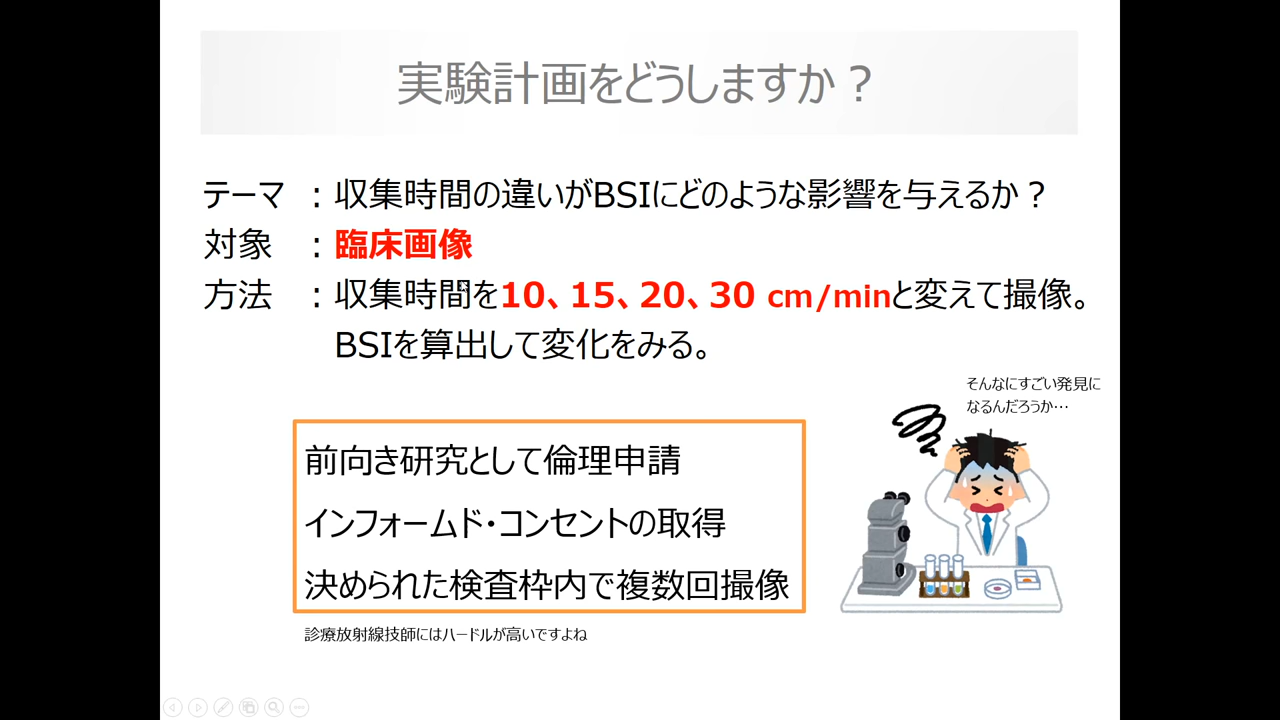 実験計画をどうしますか？
テーマ ：収集時間の違いがBSIにどのような影響を与えるか？
対象 ：臨床画像
方法 ：収集時間を10、15、20、30 cm/minと変えて撮像。
BSIを算出して変化をみる。
そんなにすごい発見に
なるんだろうか…
前向き研究として倫理申請
インフォームド・コンセントの取得
決められた検査枠内で複数回撮像
診療放射線技師にはハードルが高いですよね